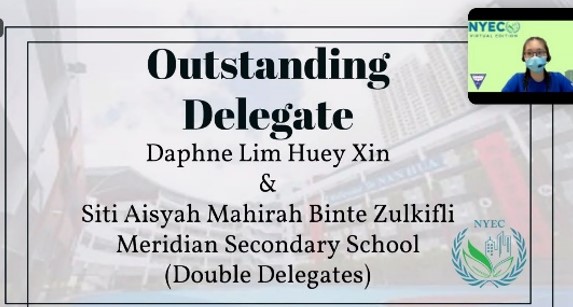 Outstanding
Delegate
Daphne Lim Huey Xin
&
Siti Aisyah Mahirah Binte Zulkifli
Meridian Secondary School
(Double Delegates)
NYEC
NYEC
VIRTUAL EDITION